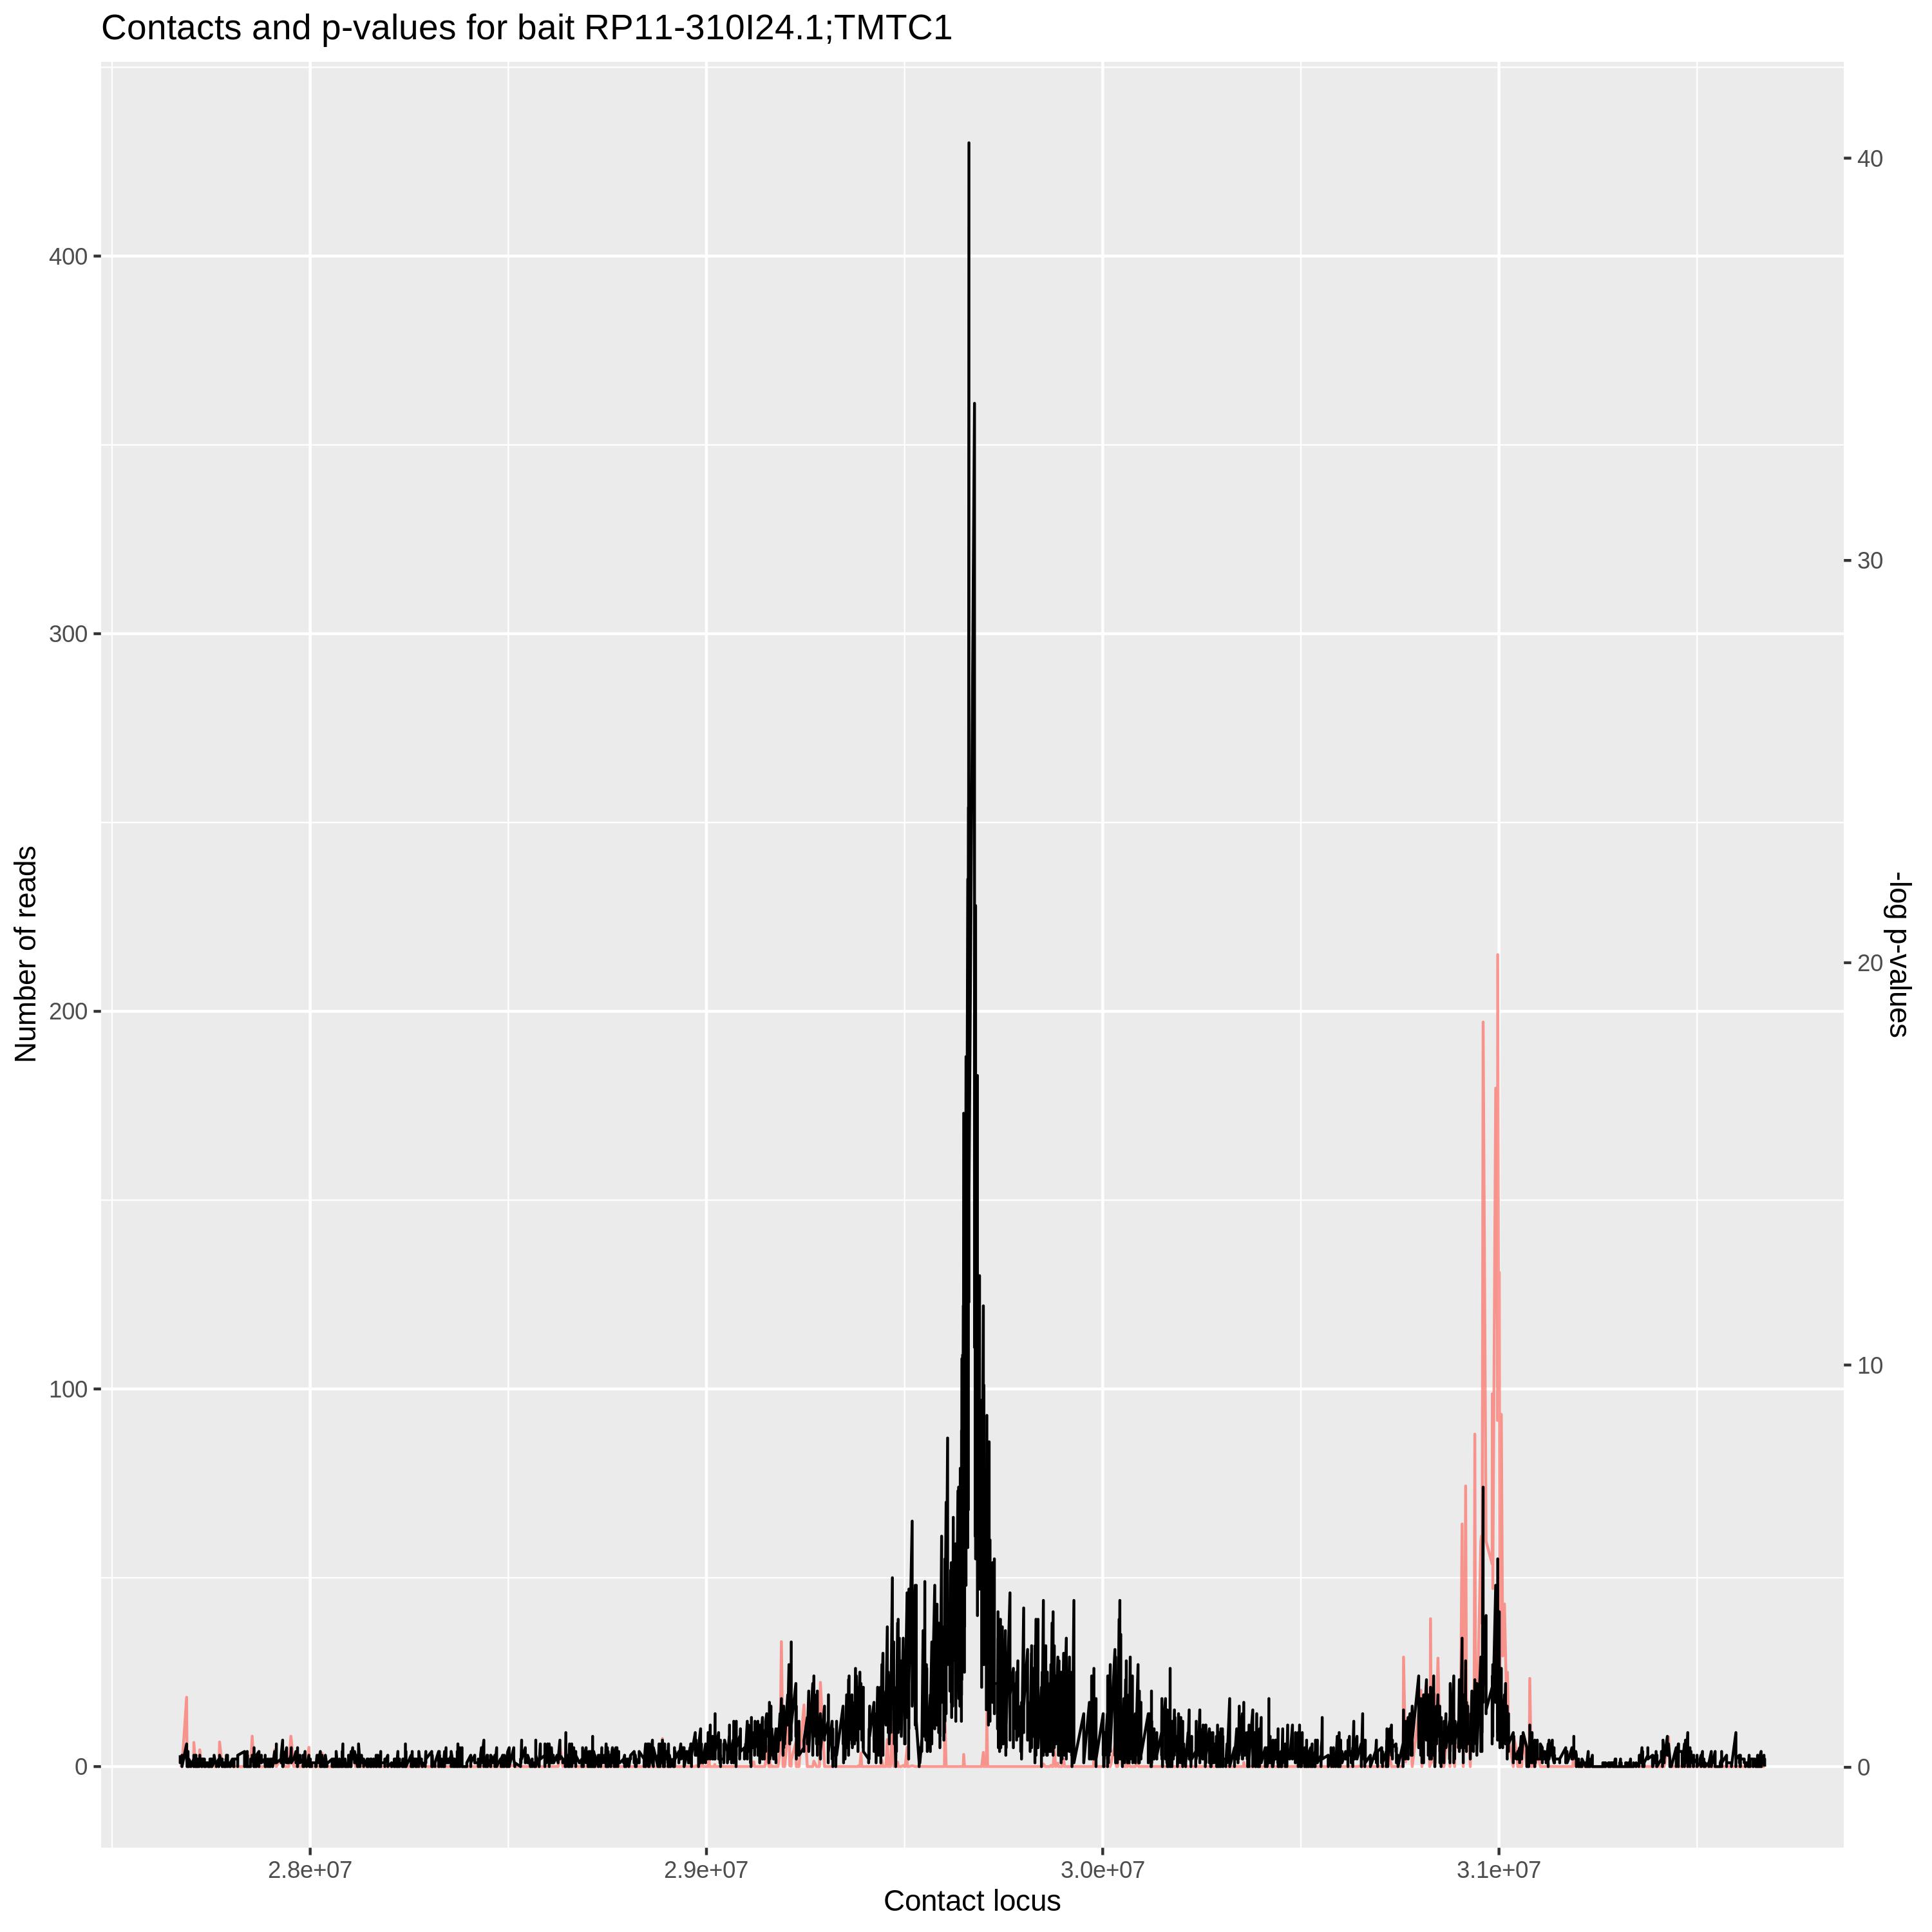 Contacts and p-values for bait RP11-310I24.1;TMTC1
Number of reads
400
300
200
100
0
40
30
20
10
0
-log p-values
2.8e+07 2.9e+07 3.0e+07 3.1e+07
Contact locus